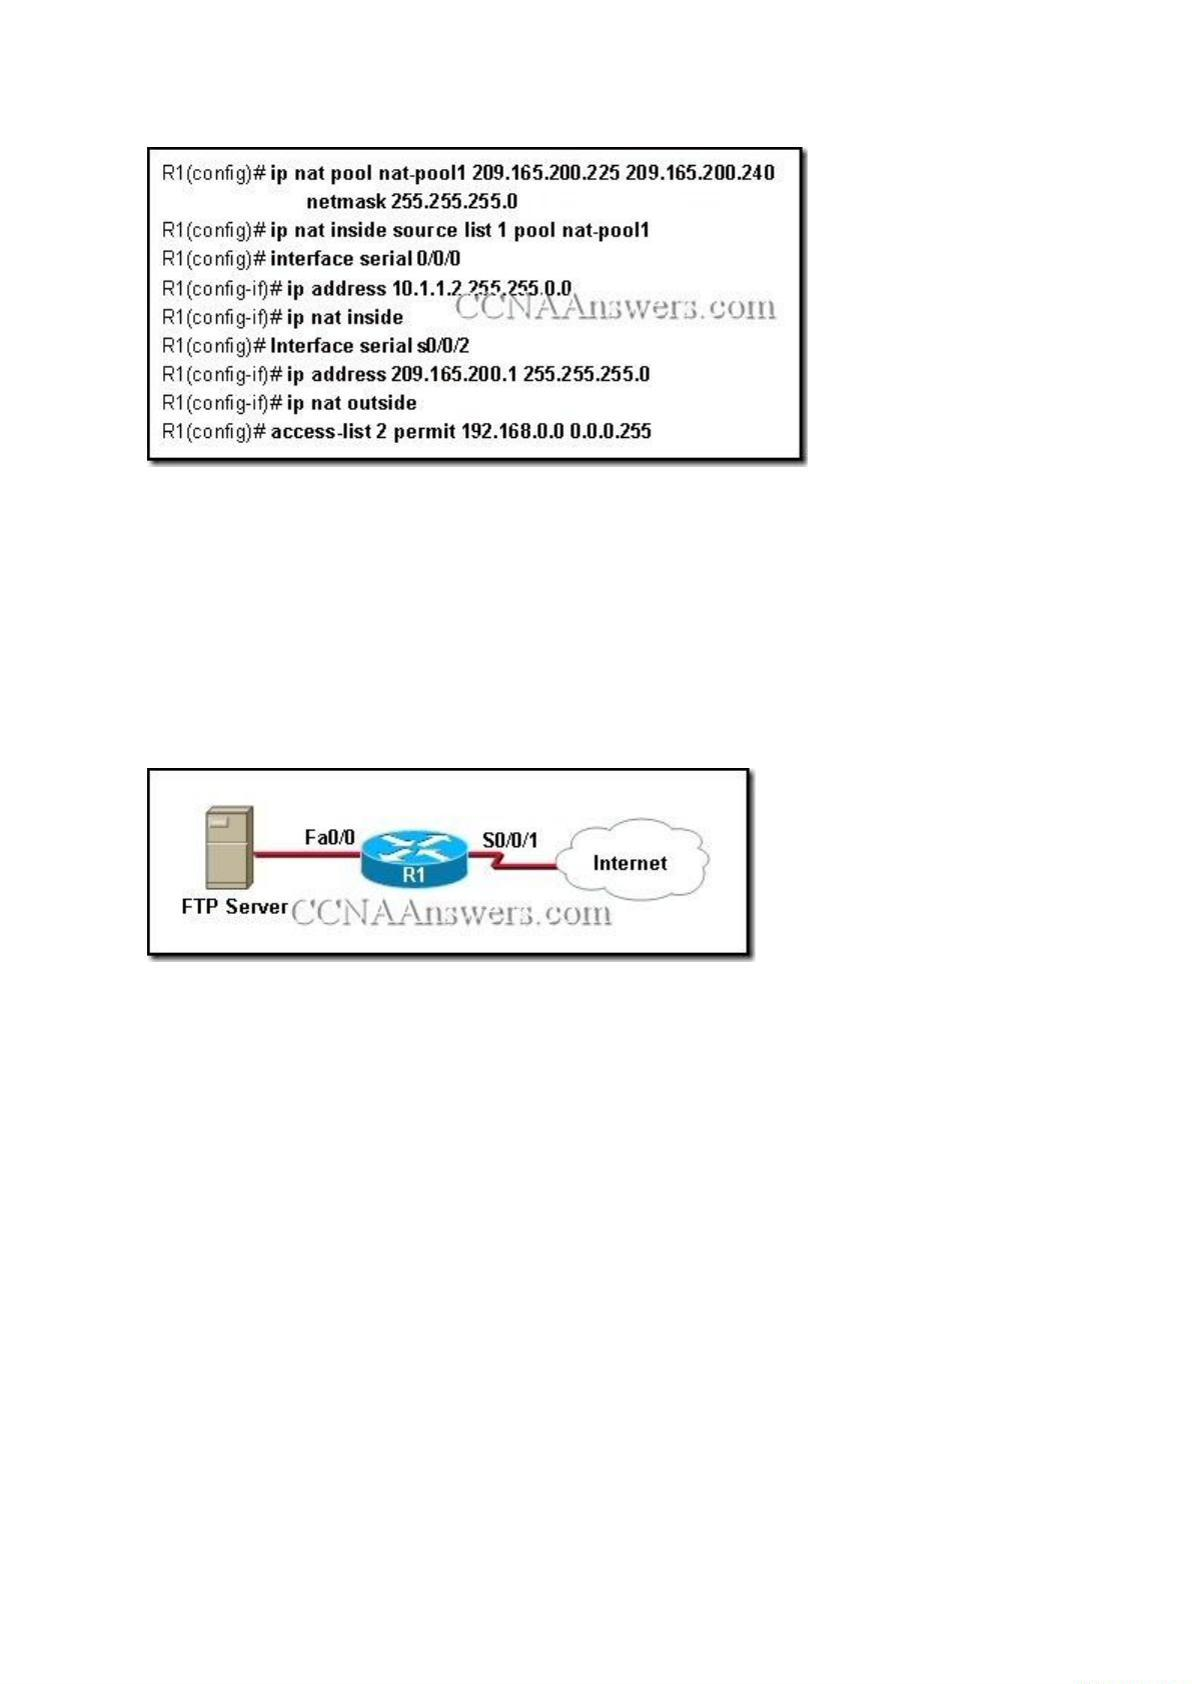 R1(config)# ip nat pool nat-pool1 209.165.200.225 209.165.200.240
netmask 255.255.255.0
R1(config)# ip nat inside source list 1 pool nat-pool1
R1(config)# interface serial 0/0/0
R1(config-if)# ip address 10.1.1.2 255.255.0.0
CCNAAnswers.com
R1(config-if)# ip nat inside
R1(config)# Interface serial s0/0/2
R1(config-if)# ip address 209.165.200.1 255.255.255.0
R1(config-if)# ip nat outside
R1(config)# access-list 2 permit 192.168.0.0 0.0.0.255
Fa0/0
S0/0/1
Internet
R1
FTP Server
CCNAAnswers.com